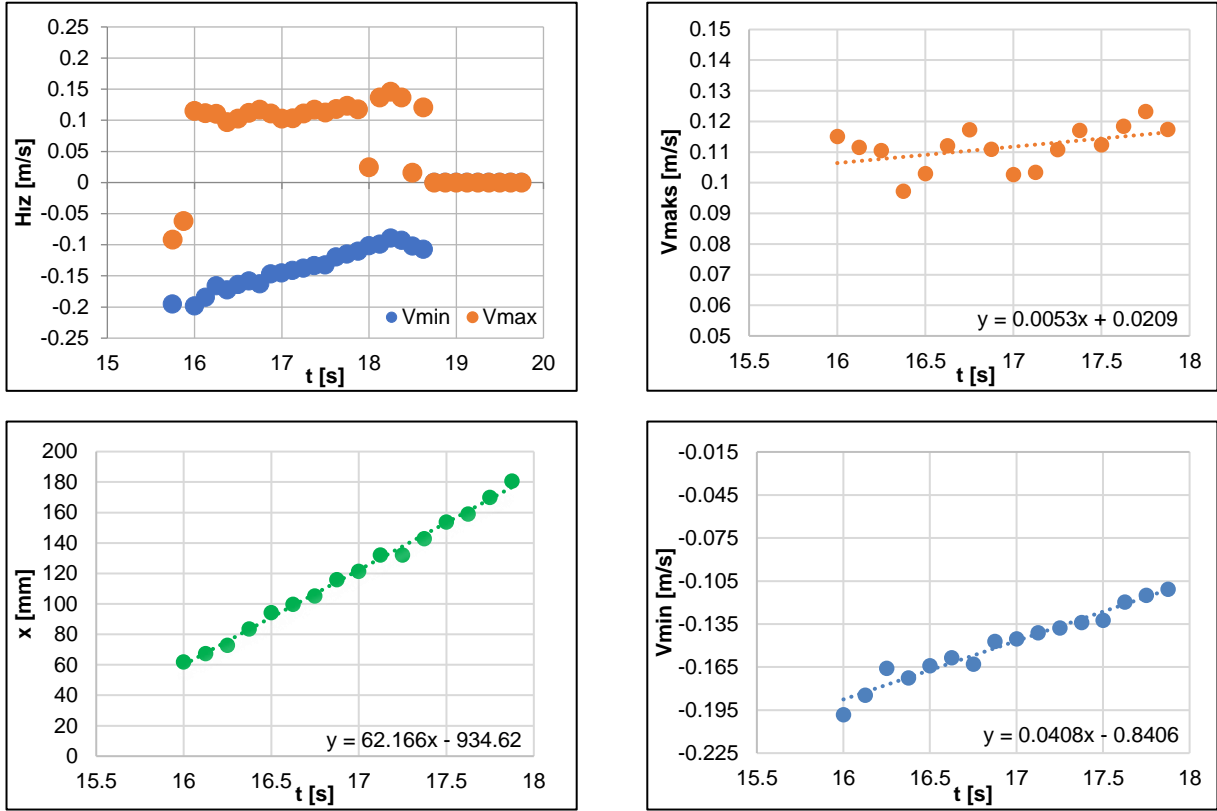 Hız [m/s]
0.25
0.2
0.15
0.1
0.05
0
-0.05
-0.1
-0.15
-0.2
-0.25
Vmin Vmax
15 16 17 18 19 20
t [s]
Vmaks [m/s]
0.15
0.14
0.13
0.12
0.11
0.1
0.09
0.08
0.07
0.06
0.05
y = 0.0053x + 0.0209
15.5 16 16.5 17 17.5 18
t [s]
x [mm]
200
180
160
140
120
100
80
60
40
20
0
y = 62.166x - 934.62
15.5 16 16.5 17 17.5 18
t [s]
Vmin [m/s]
-0.015
-0.045
-0.075
-0.105
-0.135
-0.165
-0.195
-0.225
y = 0.0408x - 0.8406
15.5 16 16.5 17 17.5 18
t [s]